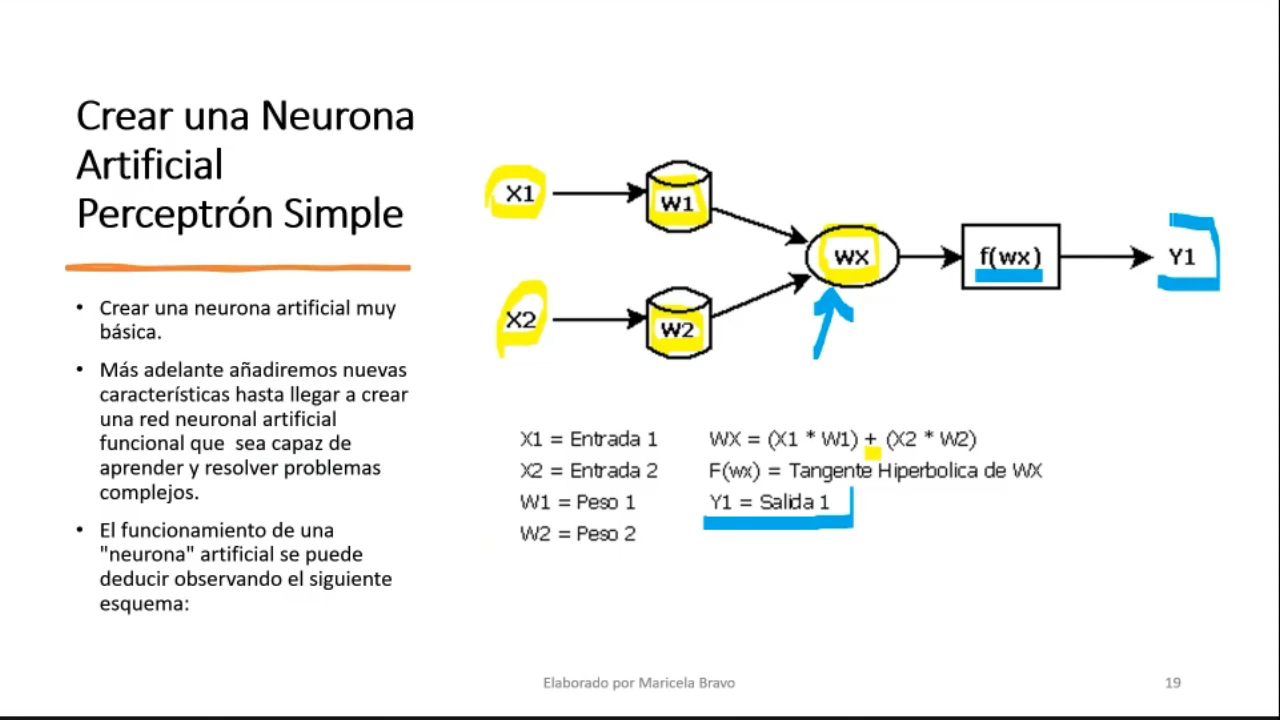 Crear una Neurona
Artificial
Perceptrón Simple
• Crear una neurona artificial muy
básica.
• Más adelante añadiremos nuevas
características hasta llegar a crear
una red neuronal artificial
funcional que  sea capaz de
aprender y resolver problemas
complejos.
• El funcionamiento de una
"neurona" artificial se puede
deducir observando el siguiente
esquema:
X1
W1
WX
f(wx)
Y1
X2
W2
X1 = Entrada 1
X2 = Entrada 2
W1 = Peso 1
W2 = Peso 2
WX = (X1 * W1) + (X2 * W2)
F(wx) = Tangente Hiperbolica de WX
Y1 = Salida 1
Elaborado por Maricela Bravo
19